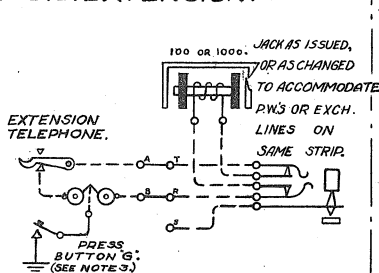 100 OR 1000.
JACK AS ISSUED,
OR AS CHANGED
TO ACCOMMODATE
P.W'S OR EXCH.
LINES ON
SAME STRIP.
EXTENSION
TELEPHONE.
A T
B R
S
PRESS
BUTTON "G".
(SEE NOTE 3.)